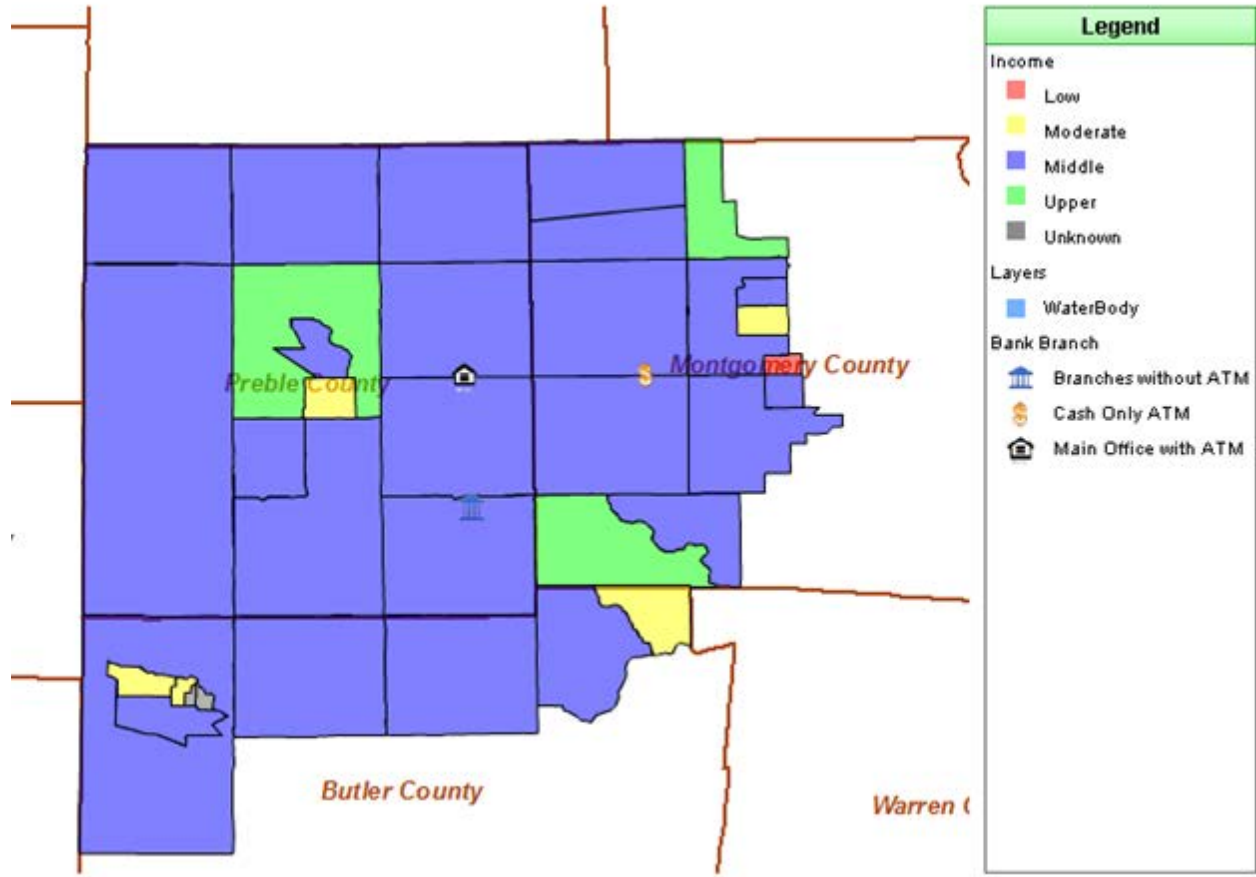 Preble County
Montgomery County
Butler County
Warren
Legend
Income
Low
Moderate
Middle
Upper
Unknown
Layers
WaterBody
Bank Branch
Branches without ATM
Cash Only ATM
Main Office with ATM